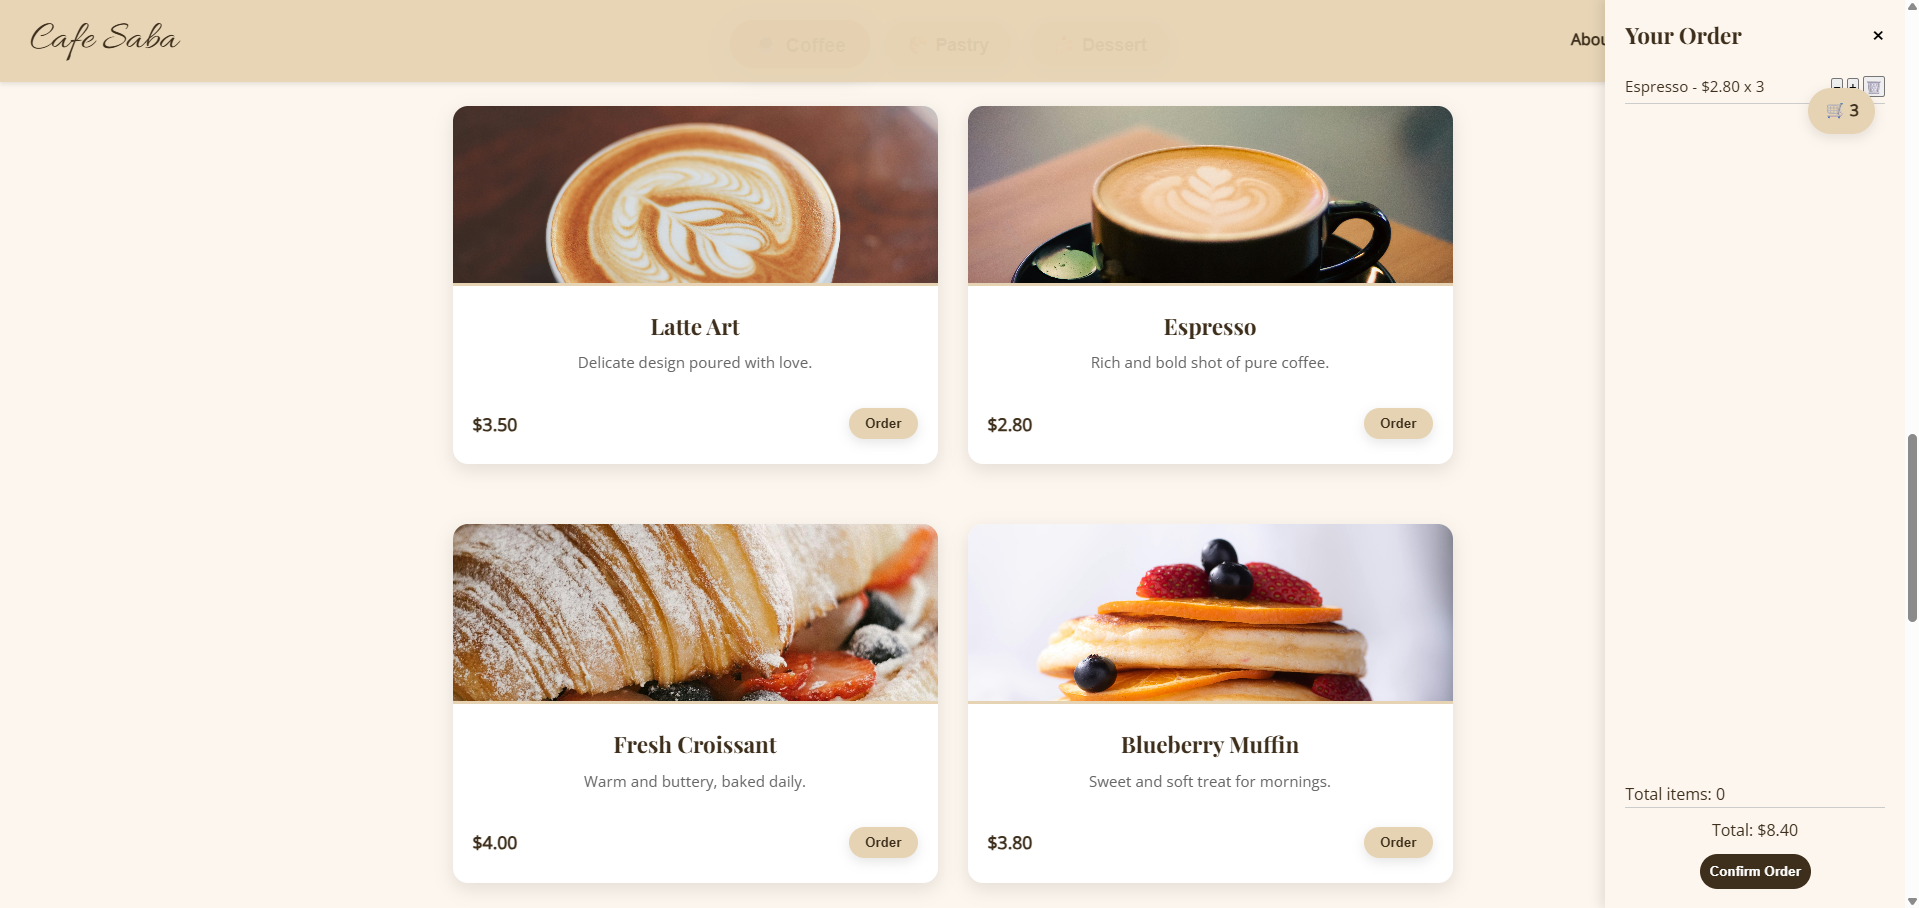 Cafe Saba
Coffee
Pastry
Dessert
Abou
Your Order
×
Espresso - $2.80 x 3
- +
3
Latte Art
Delicate design poured with love.
$3.50
Order
Espresso
Rich and bold shot of pure coffee.
$2.80
Order
Fresh Croissant
Warm and buttery, baked daily.
$4.00
Order
Blueberry Muffin
Sweet and soft treat for mornings.
$3.80
Order
Total items: 0
Total: $8.40
Confirm Order